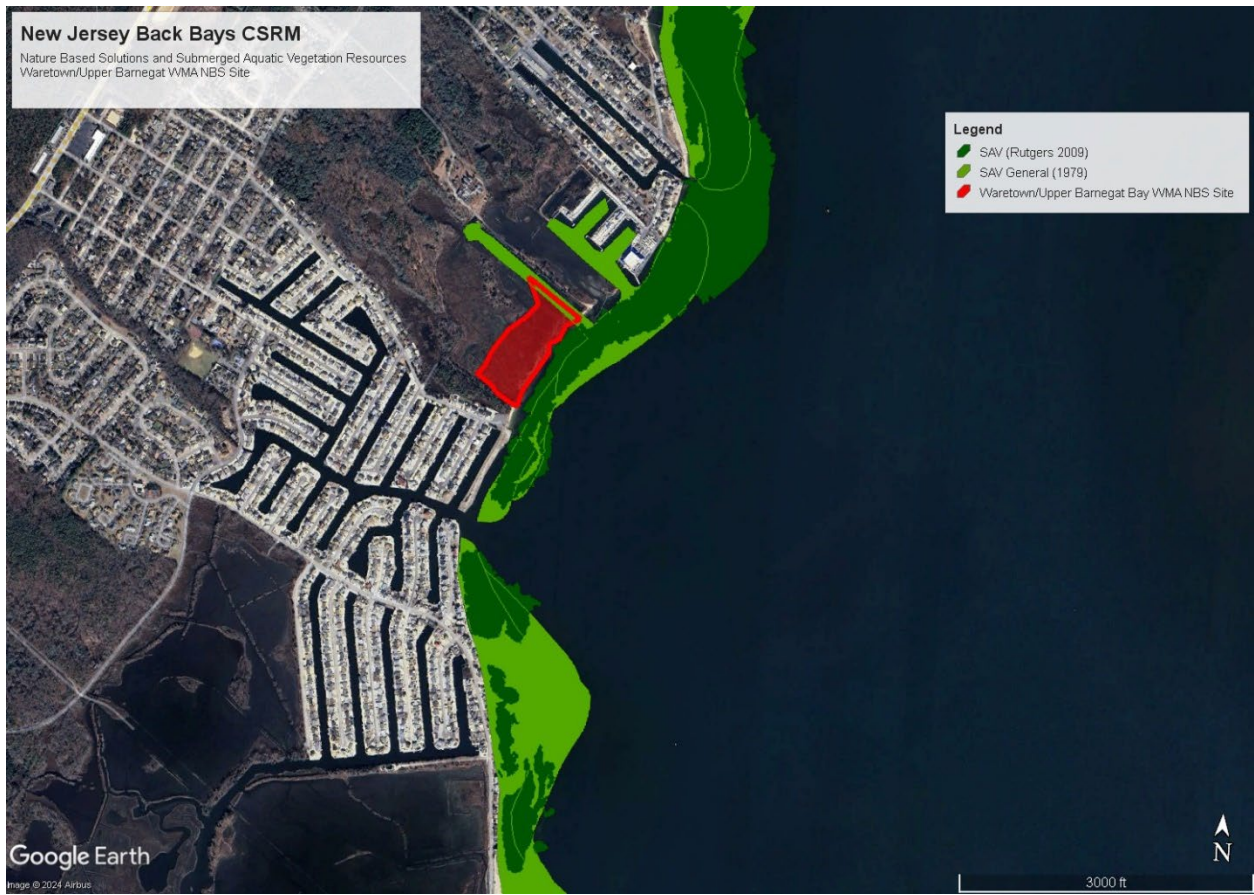 New Jersey Back Bays CSRM
Nature Based Solutions and Submerged Aquatic Vegetation Resources
Waretown/Upper Barnegat WMA NBS Site
Legend
SAV (Rutgers 2009)
SAV General (1979)
Waretown/Upper Barnegat Bay WMA NBS Site
N
Google Earth
Image © 2024 Airbus
3000 ft